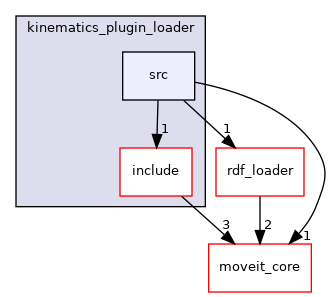 kinematics_plugin_loader
src
1
1
include
rdf_loader
3
2
1
moveit_core